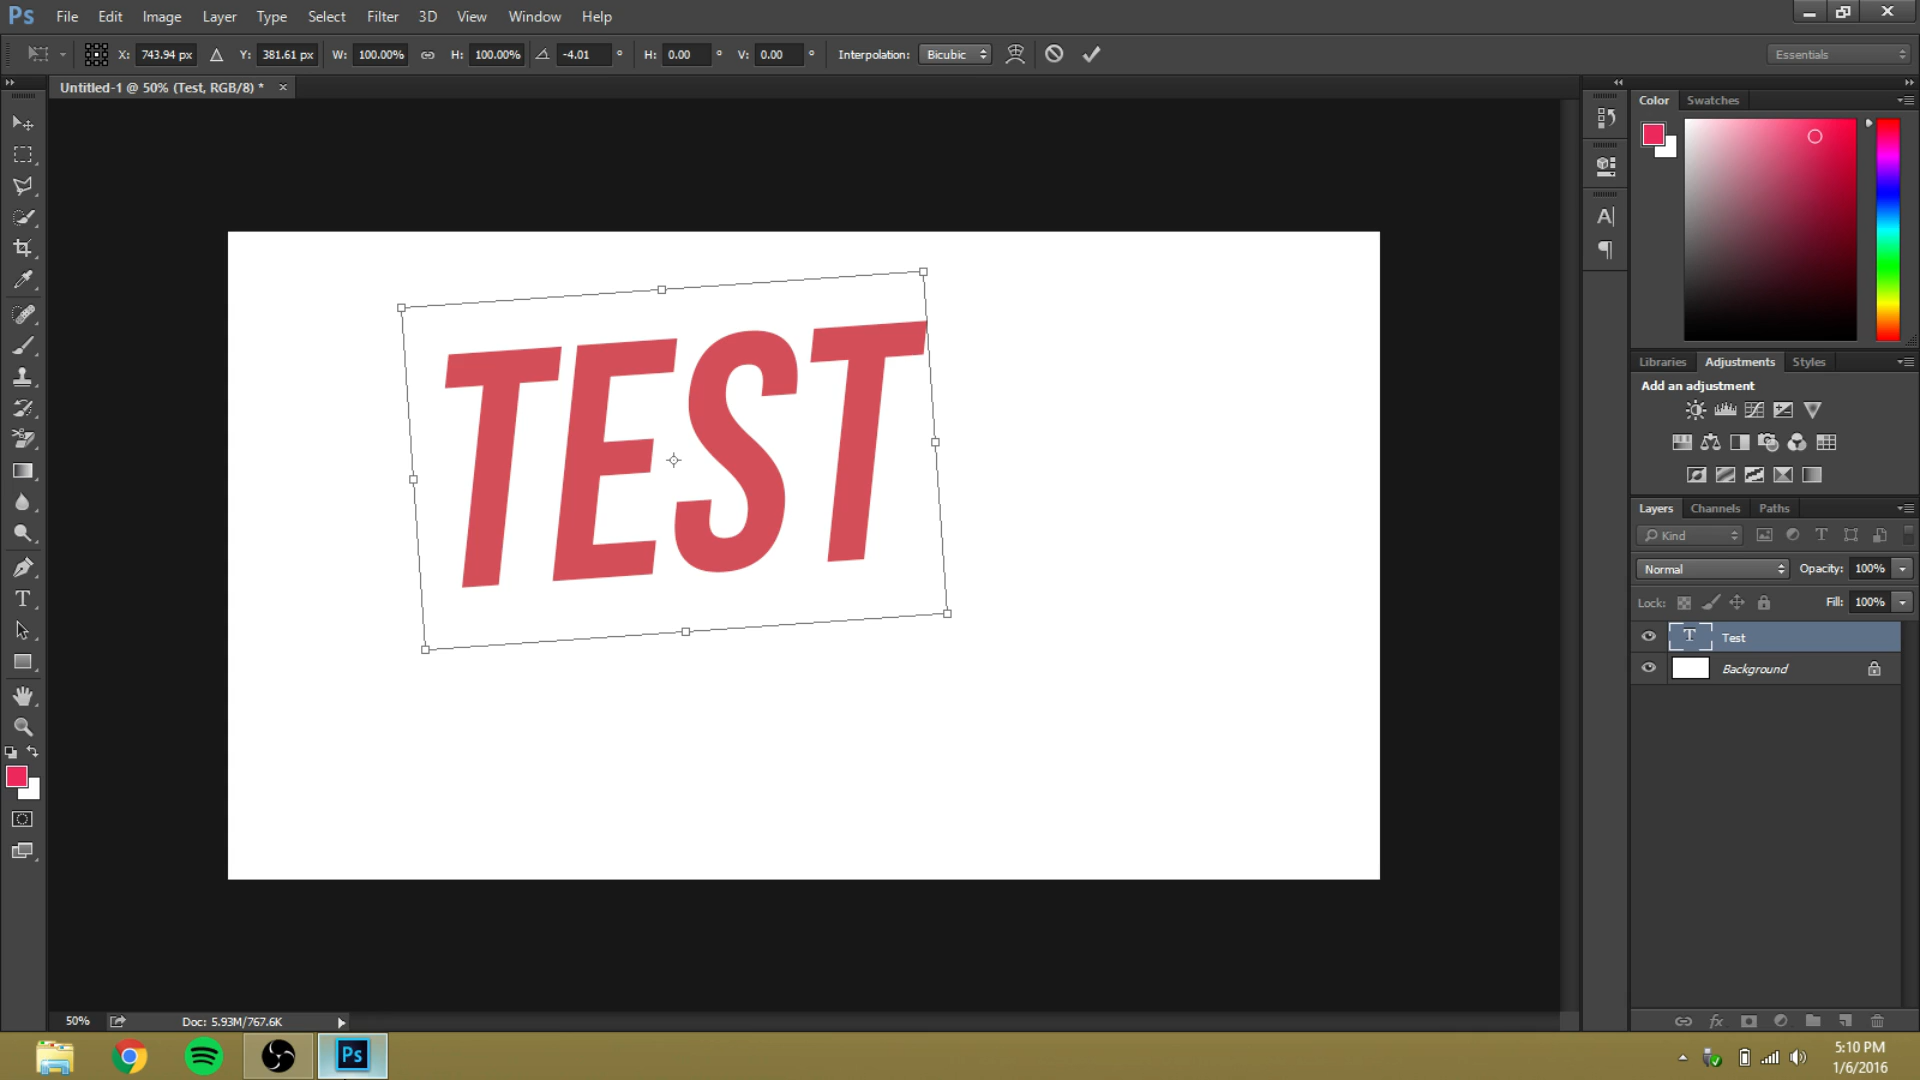 Ps File Edit Image Layer Type Select Filter 3D View Window Help
X: 743.94 px Y: 381.61 px W: 100.00% H: 100.00% -4.01 ° H: 0.00 ° V: 0.00 ° Interpolation: Bicubic Essentials
Untitled-1 @ 50% (Test, RGB/8) * ×
Color Swatches
TEST
Libraries Adjustments Styles
Add an adjustment
Layers Channels Paths
Kind
Normal Opacity: 100%
Lock: Fill: 100%
T Test
Background
50% Doc: 5.93M/767.6K
fx
Ps
5:10 PM
1/6/2016